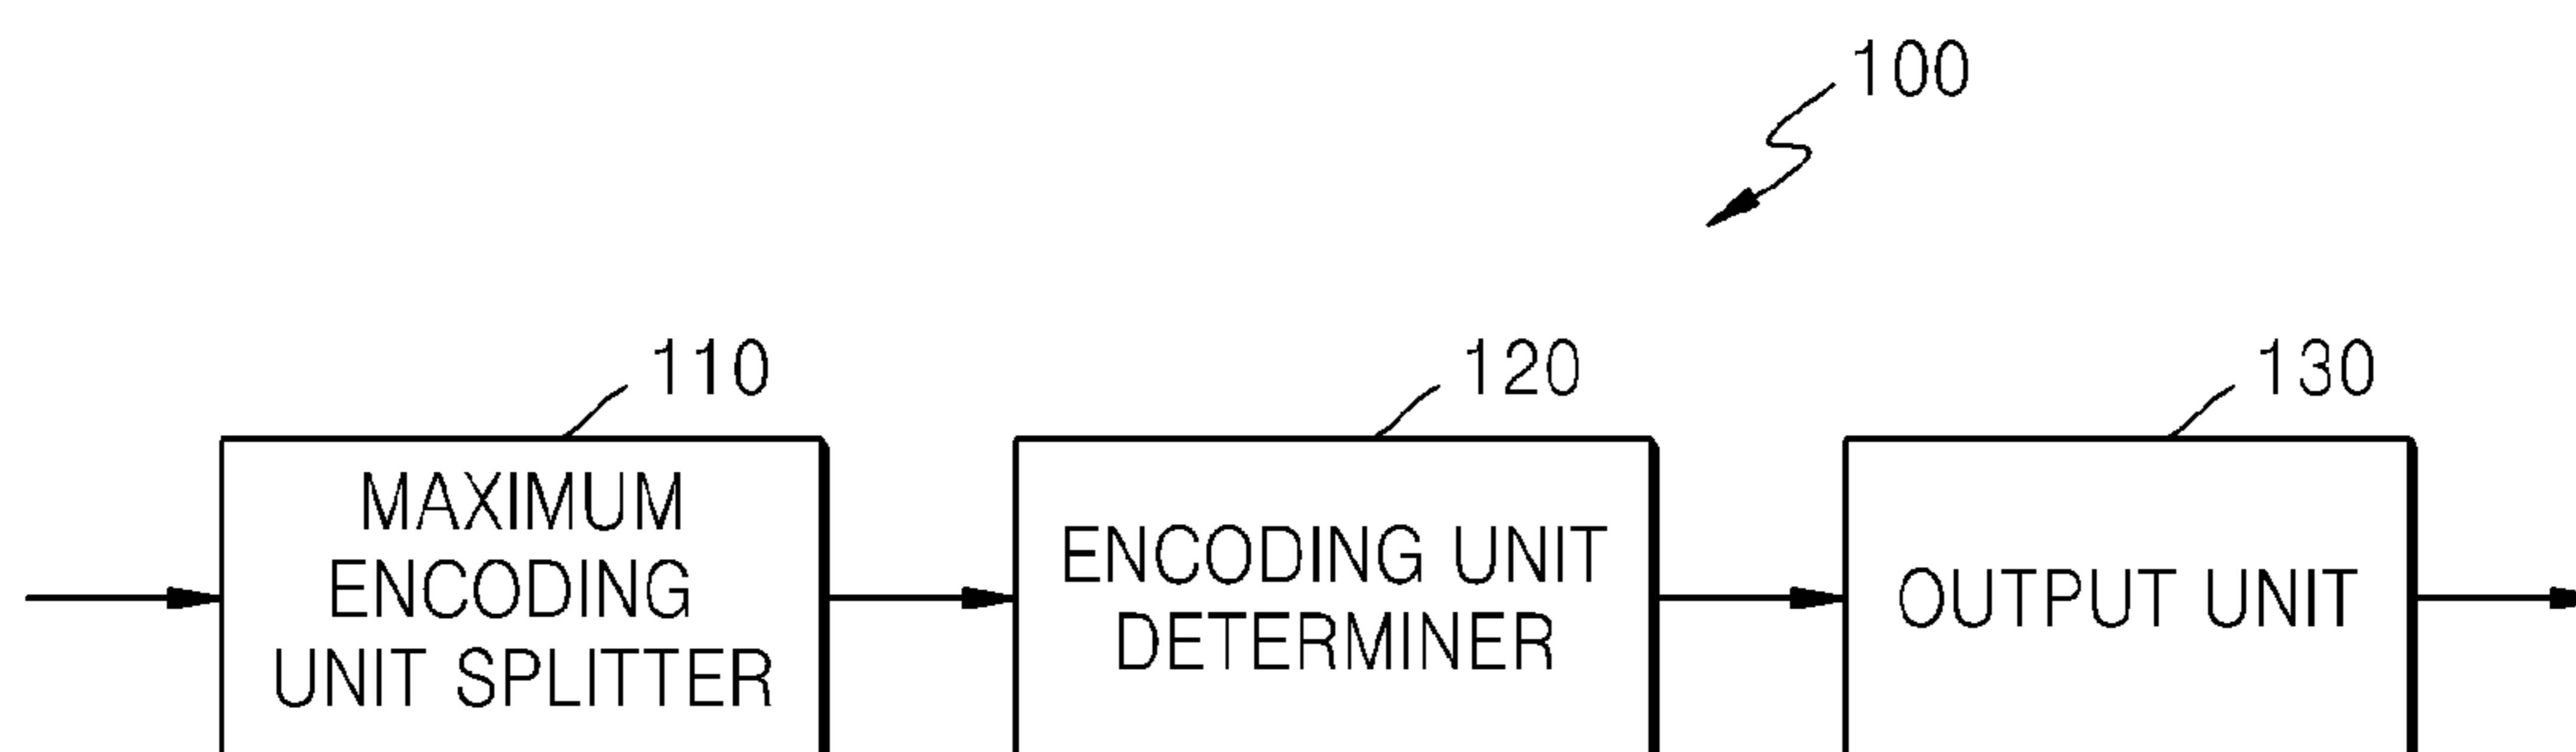 100
110
120
130
MAXIMUM
ENCODING
UNIT SPLITTER
ENCODING UNIT
DETERMINER
OUTPUT UNIT